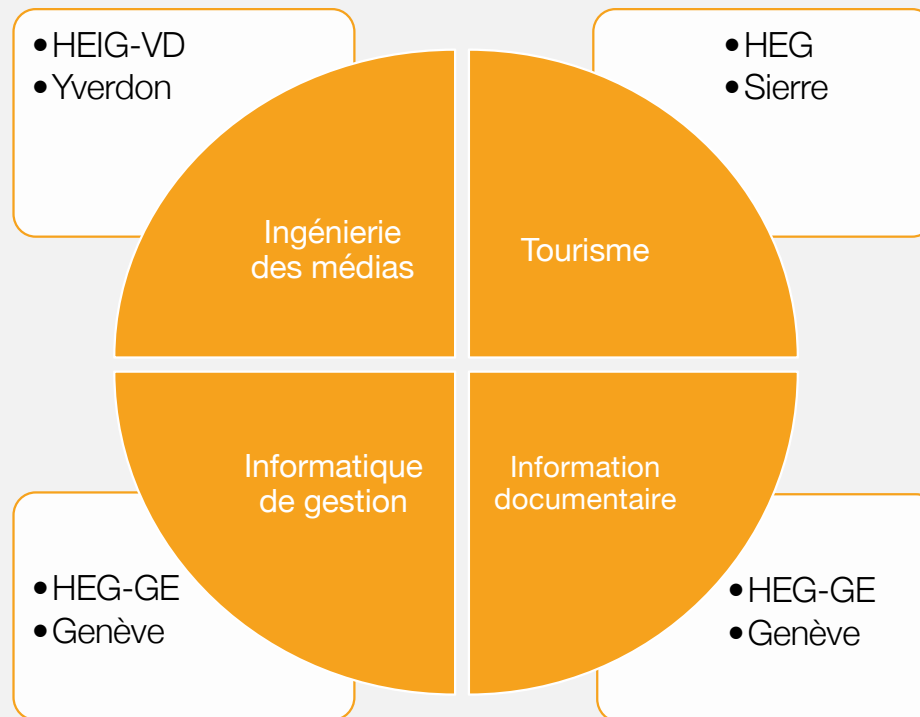 •HEIG-VD
•Yverdon
•HEG
•Sierre
Ingénierie
des médias
Tourisme
Informatique
de gestion
Information
documentaire
•HEG-GE
•Genève
•HEG-GE
•Genève